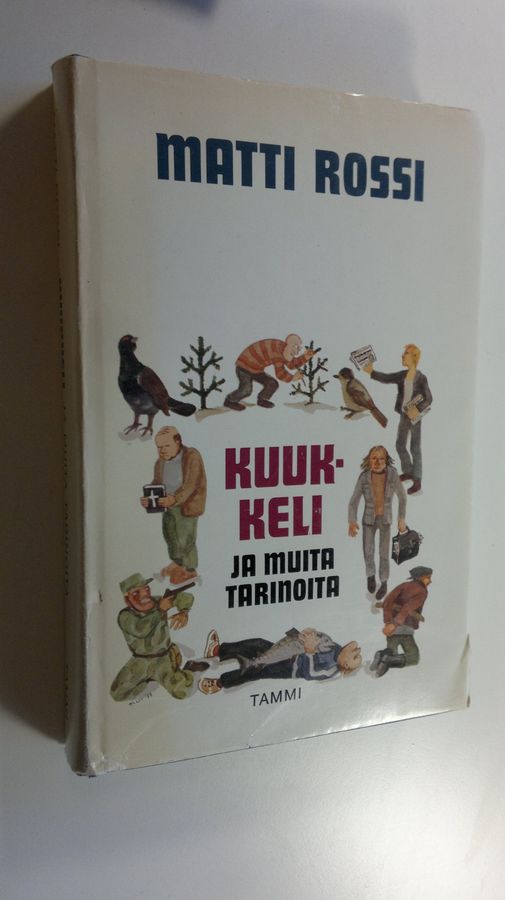 MATTI ROSSI
KUUK-
KELI
JA MUITA
TARINOITA
TAMMI